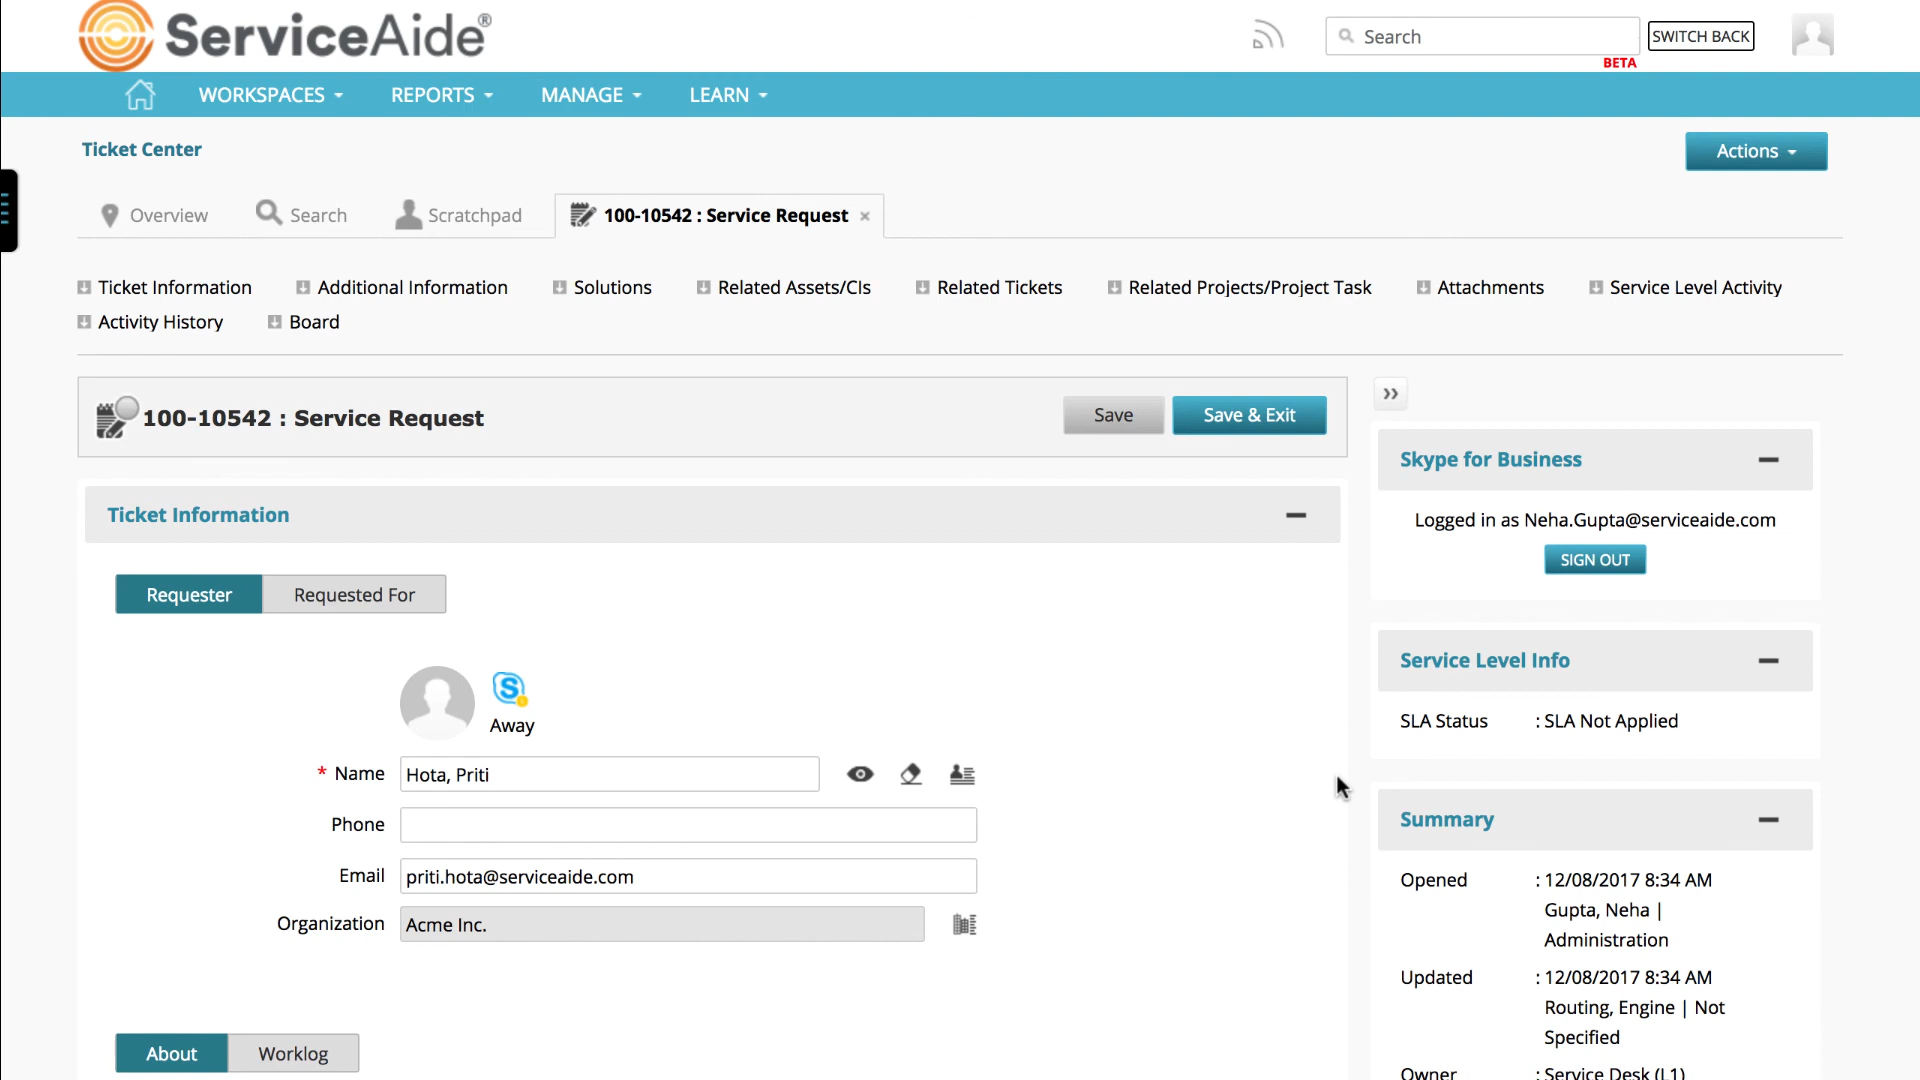 ServiceAide®
Search
SWITCH BACK
BETA
WORKSPACES REPORTS MANAGE LEARN
Ticket Center
Actions
Overview Search Scratchpad 100-10542 : Service Request ×
Ticket Information Additional Information Solutions Related Assets/CIs Related Tickets Related Projects/Project Task Attachments Service Level Activity
Activity History Board
100-10542 : Service Request
Save Save & Exit
Ticket Information
Requester Requested For
S
Away
* Name Hota, Priti
Phone
Email priti.hota@serviceaide.com
Organization Acme Inc.
About Worklog
»
Skype for Business
Logged in as Neha.Gupta@serviceaide.com
SIGN OUT
Service Level Info
SLA Status : SLA Not Applied
Summary
Opened : 12/08/2017 8:34 AM
Gupta, Neha |
Administration
Updated : 12/08/2017 8:34 AM
Routing, Engine | Not
Specified
Owner : Service Desk (L1)